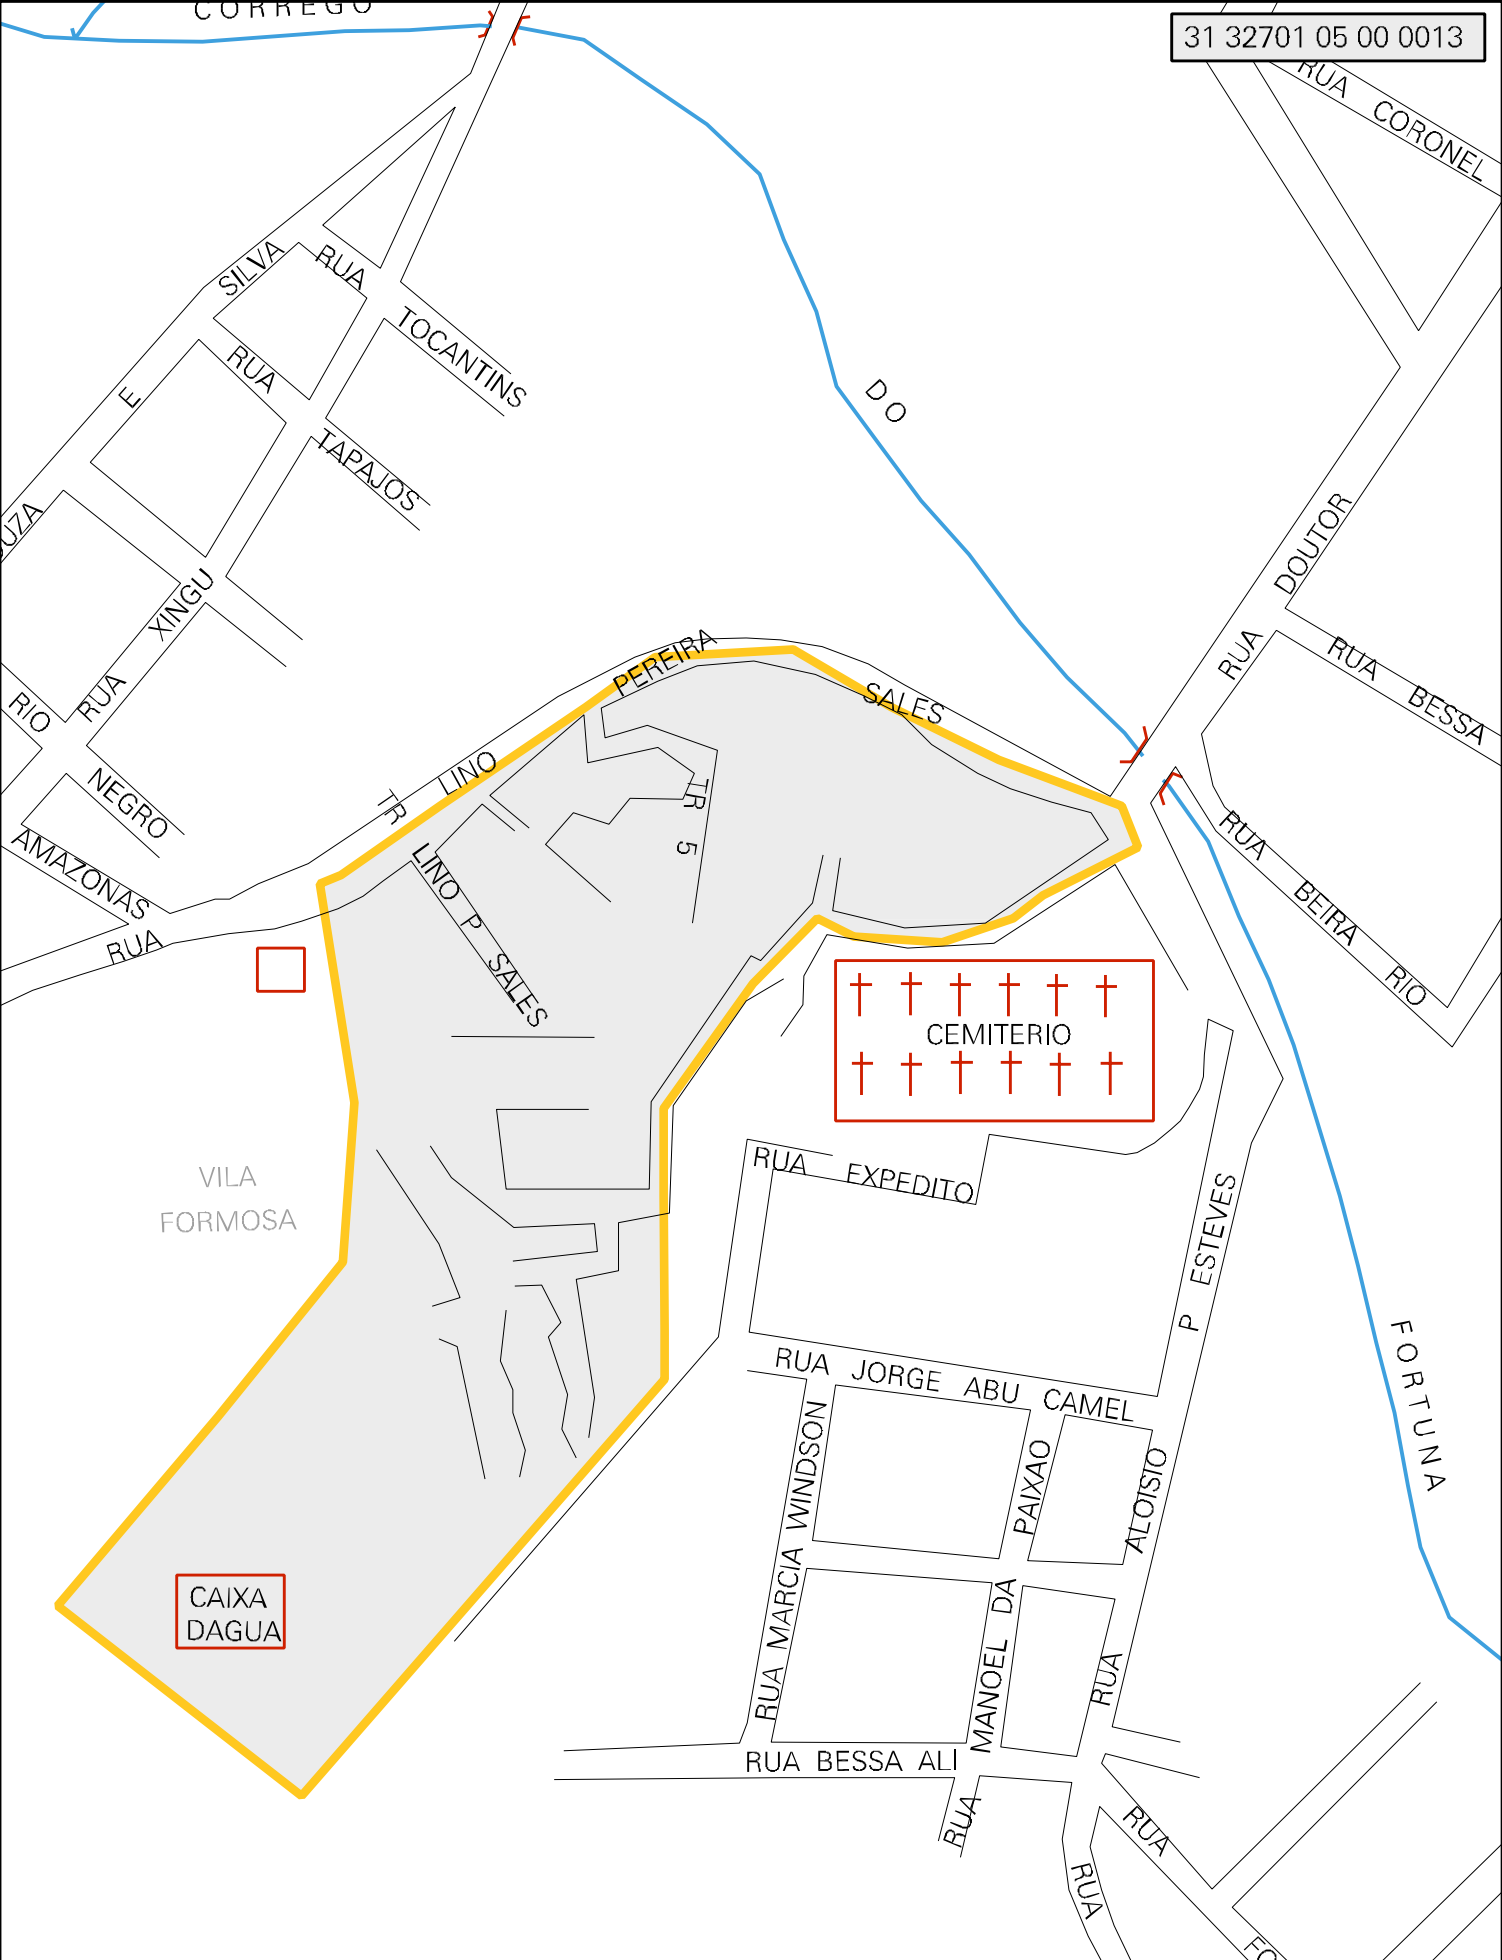 CORREGO
31 32701 05 00 0013
RUA CORONEL
SILVA
RUA TOCANTINS
E
RUA TAPAJOS
DO
RUA DOUTOR
RUA XINGU
RUA BESSA
RIO NEGRO
TR LINO PEREIRA SALES
TR 5
RUA BEIRA RIO
RUA AMAZONAS
LINO P SALES
CEMITERIO
VILA
FORMOSA
RUA EXPEDITO
RUA ALOISIO P ESTEVES
FORTUNA
RUA JORGE ABU CAMEL
RUA MARCIA WINDSON
RUA MANOEL DA PAIXAO
CAIXA
DAGUA
RUA BESSA ALI
RUA
RUA